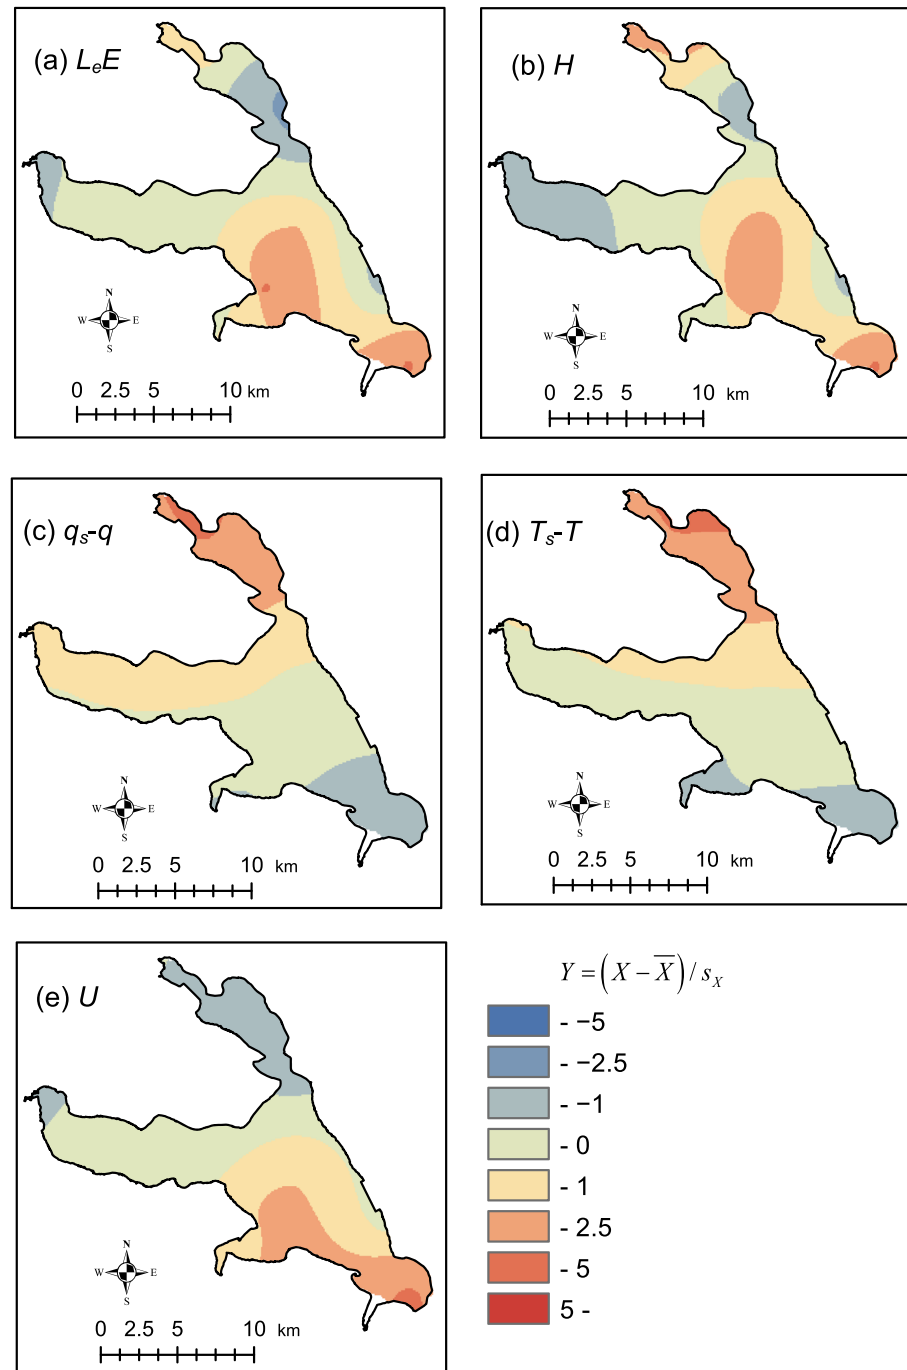 (a) LₑE
N
W E
S
0 2.5 5 10 km
(b) H
N
W E
S
0 2.5 5 10 km
(c) qₛ-q
N
W E
S
0 2.5 5 10 km
(d) Tₛ-T
N
W E
S
0 2.5 5 10 km
(e) U
N
W E
S
0 2.5 5 10 km
Y = (X − X̅) / s_X
- −5
- −2.5
- −1
- 0
- 1
- 2.5
- 5
5 -